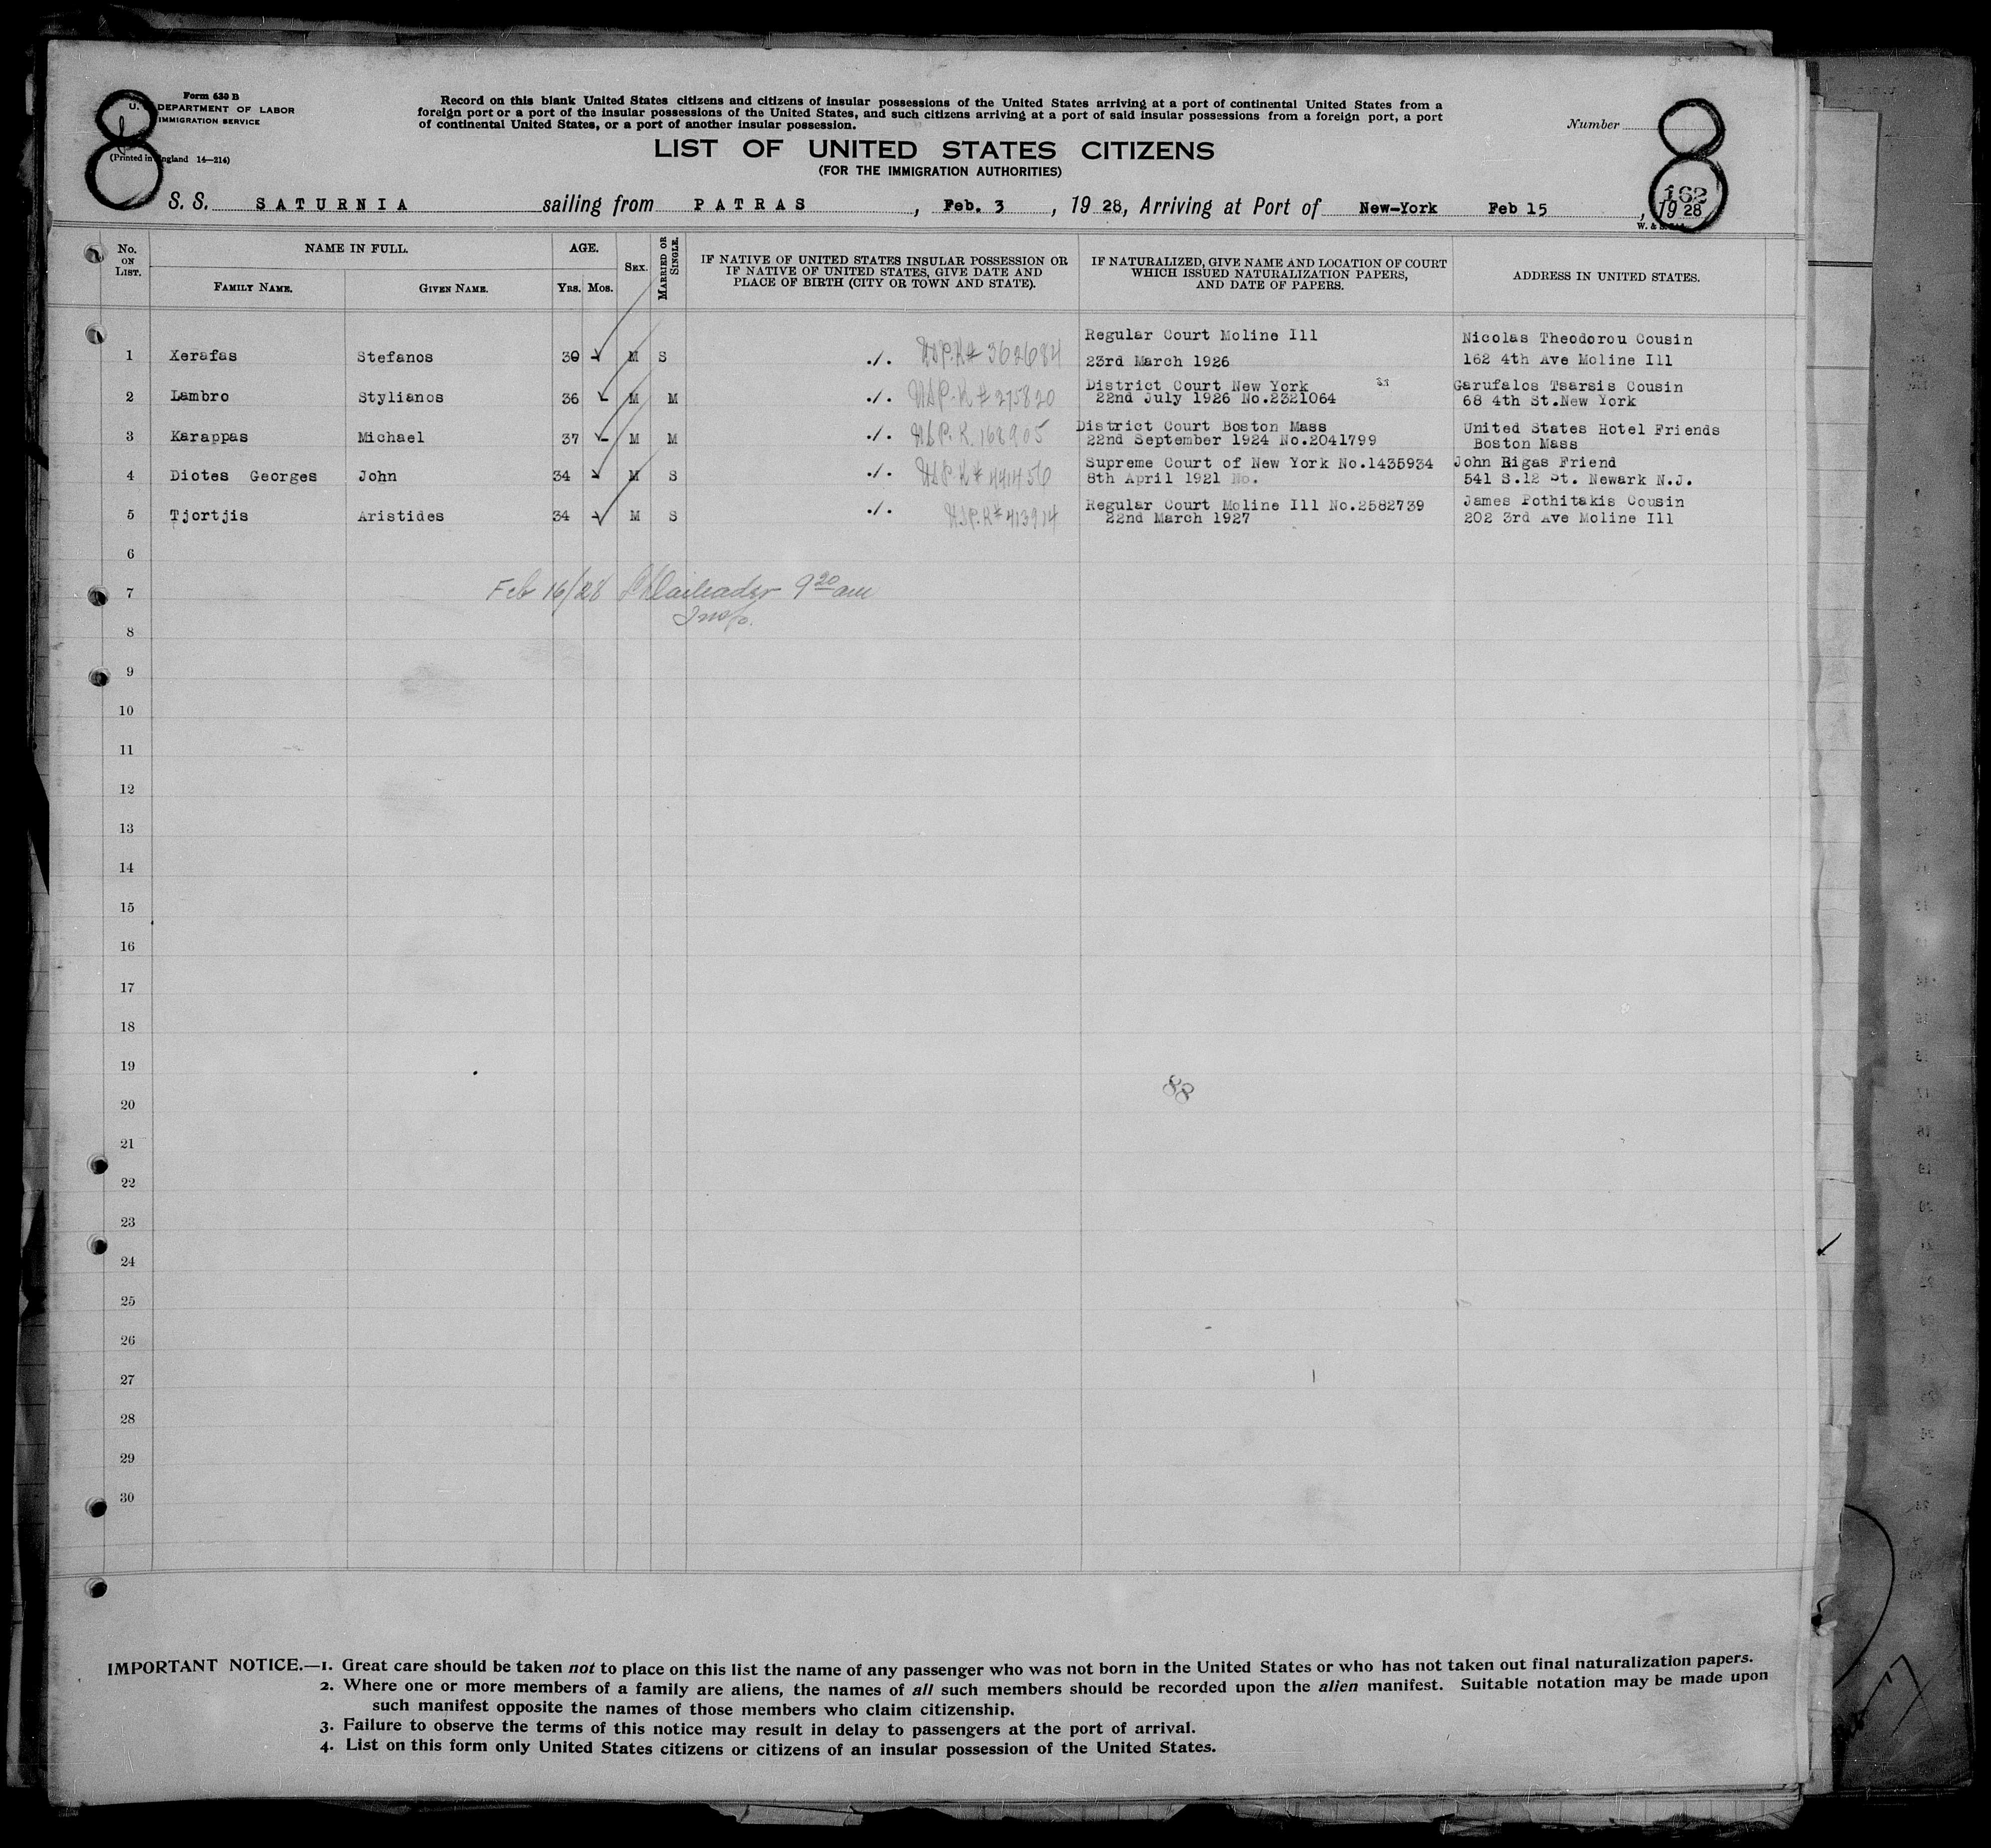 Form 630 B
U. S. DEPARTMENT OF LABOR
IMMIGRATION SERVICE
(Printed in England 14—214)
8
Record on this blank United States citizens and citizens of insular possessions of the United States arriving at a port of continental United States from a
foreign port or a port of the insular possessions of the United States, and such citizens arriving at a port of said insular possessions from a foreign port, a port
of continental United States, or a port of another insular possession.
Number
8
LIST OF UNITED STATES CITIZENS
(FOR THE IMMIGRATION AUTHORITIES)
162
S. S. SATURNIA sailing from PATRAS, Feb. 3, 1928, Arriving at Port of New-York Feb 15, 1928
No. ON LIST. NAME IN FULL. AGE. SEX. MARRIED OR SINGLE. IF NATIVE OF UNITED STATES INSULAR POSSESSION OR IF NATIVE OF UNITED STATES, GIVE DATE AND PLACE OF BIRTH (CITY OR TOWN AND STATE). IF NATURALIZED, GIVE NAME AND LOCATION OF COURT WHICH ISSUED NATURALIZATION PAPERS, AND DATE OF PAPERS. ADDRESS IN UNITED STATES.
FAMILY NAME. GIVEN NAME. YRS. MOS.
Regular Court Moline Ill Nicolas Theodorou Cousin
1 Xerafas Stefanos 30 M S ./. USP.K# 362684 23rd March 1926 162 4th Ave Moline Ill
District Court New York Garufalos Tsarsis Cousin
2 Lambro Stylianos 36 M M ./. USP.K# 275820 22nd July 1926 No.2321064 68 4th St.New York
District Court Boston Mass United States Hotel Friends
3 Karappas Michael 37 M M ./. USP.K. 168905 22nd September 1924 No.2041799 Boston Mass
Supreme Court of New York No.1435934 John Rigas Friend
4 Diotes Georges John 34 M S ./. USP.K# 441456 8th April 1921 No. 541 S.12 St. Newark N.J.
Regular Court Moline Ill No.2582739 James Pothitakis Cousin
5 Tjortjis Aristides 34 M S ./. USP.K# 413914 22nd March 1927 202 3rd Ave Moline Ill
6
7 Feb 16/28 9 20 am
Insp.
8
9
10
11
12
13
14
15
16
17
18
19
88
20
21
22
23
24
25
26
27
28
29
30
IMPORTANT NOTICE.—1. Great care should be taken not to place on this list the name of any passenger who was not born in the United States or who has not taken out final naturalization papers.
2. Where one or more members of a family are aliens, the names of all such members should be recorded upon the alien manifest. Suitable notation may be made upon
such manifest opposite the names of those members who claim citizenship.
3. Failure to observe the terms of this notice may result in delay to passengers at the port of arrival.
4. List on this form only United States citizens or citizens of an insular possession of the United States.